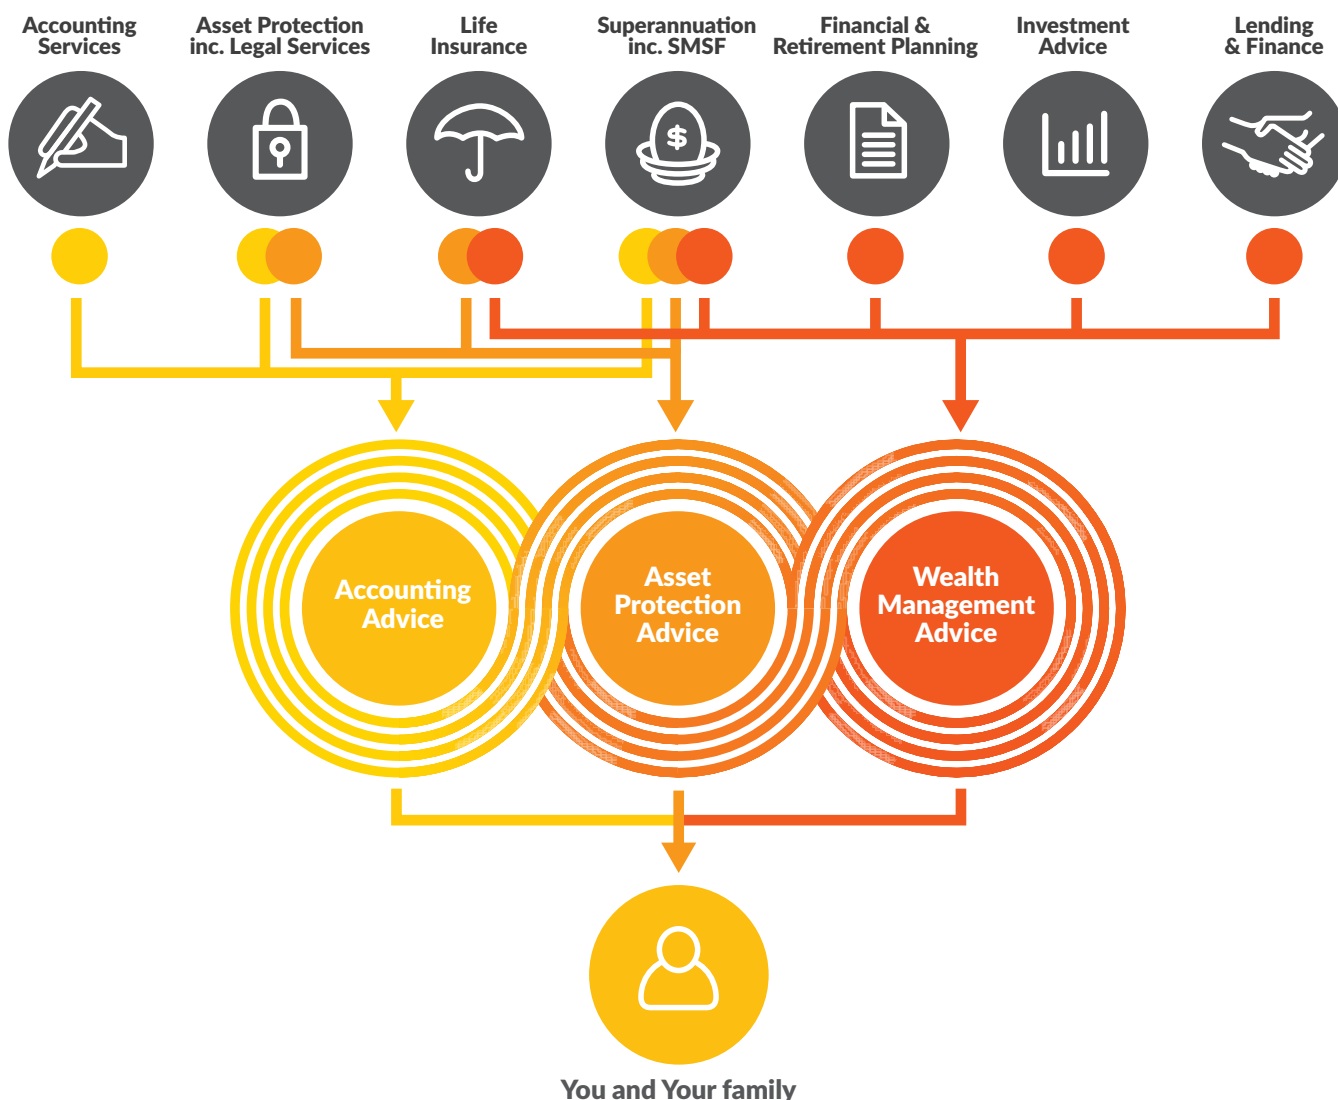 Accounting
Services
Asset Protection
inc. Legal Services
Life
Insurance
Superannuation
inc. SMSF
Financial &
Retirement Planning
Investment
Advice
Lending
& Finance
$
Accounting
Advice
Asset
Protection
Advice
Wealth
Management
Advice
You and Your family